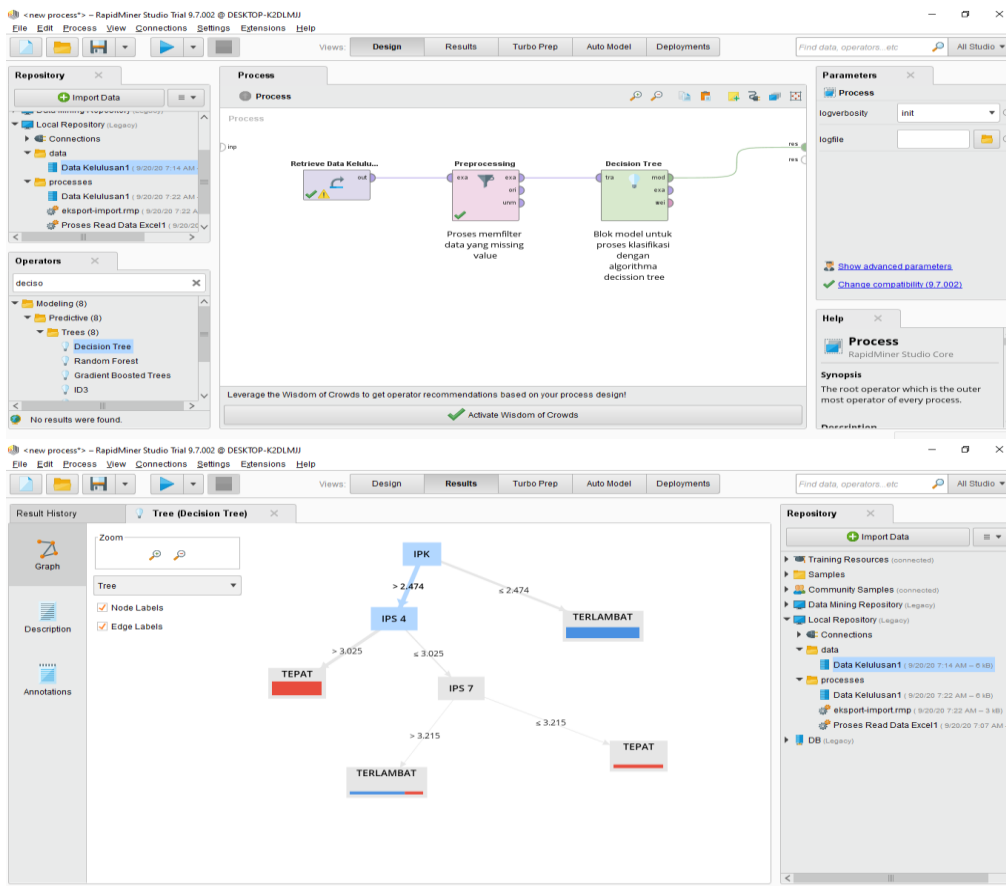 <new process*> – RapidMiner Studio Trial 9.7.002 @ DESKTOP-K2DLMJJ
File Edit Process View Connections Settings Extensions Help
Views: Design Results Turbo Prep Auto Model Deployments
Find data, operators...etc All Studio
Repository
Import Data
Local Repository (Legacy)
Connections
data
Data Kelulusan1 ( 9/20/20 7:14 AM
processes
Data Kelulusan1 ( 9/20/20 7:22 AM
eksport-import.rmp ( 9/20/20 7:22 A
Proses Read Data Excel1 ( 9/20/20
Operators
deciso
Modeling (8)
Predictive (8)
Trees (8)
Decision Tree
Random Forest
Gradient Boosted Trees
ID3
No results were found.
Process
Process
Process
inp
Retrieve Data Kelulu...
out
Preprocessing
exa exa
ori
unm
Proses memfilter
data yang missing
value
Decision Tree
tra mod
exa
wei
Blok model untuk
proses klasifikasi
dengan
algorithma
decission tree
res
res
Leverage the Wisdom of Crowds to get operator recommendations based on your process design!
Activate Wisdom of Crowds
Parameters
Process
logverbosity init
logfile
Show advanced parameters
Change compatibility (9.7.002)
Help
Process
RapidMiner Studio Core
Synopsis
The root operator which is the outer
most operator of every process.
Description
<new process*> – RapidMiner Studio Trial 9.7.002 @ DESKTOP-K2DLMJJ
File Edit Process View Connections Settings Extensions Help
Views: Design Results Turbo Prep Auto Model Deployments
Find data, operators...etc All Studio
Result History
Tree (Decision Tree)
Graph
Description
Annotations
Zoom
Tree
Node Labels
Edge Labels
IPK
> 2.474
≤ 2.474
IPS 4
TERLAMBAT
> 3.025
≤ 3.025
TEPAT
IPS 7
> 3.215
≤ 3.215
TERLAMBAT
TEPAT
Repository
Import Data
Training Resources (connected)
Samples
Community Samples (connected)
Data Mining Repository (Legacy)
Local Repository (Legacy)
Connections
data
Data Kelulusan1 ( 9/20/20 7:14 AM – 6 kB)
processes
Data Kelulusan1 ( 9/20/20 7:22 AM – 6 kB)
eksport-import.rmp ( 9/20/20 7:22 AM – 3 kB)
Proses Read Data Excel1 ( 9/20/20 7:07 AM
DB (Legacy)